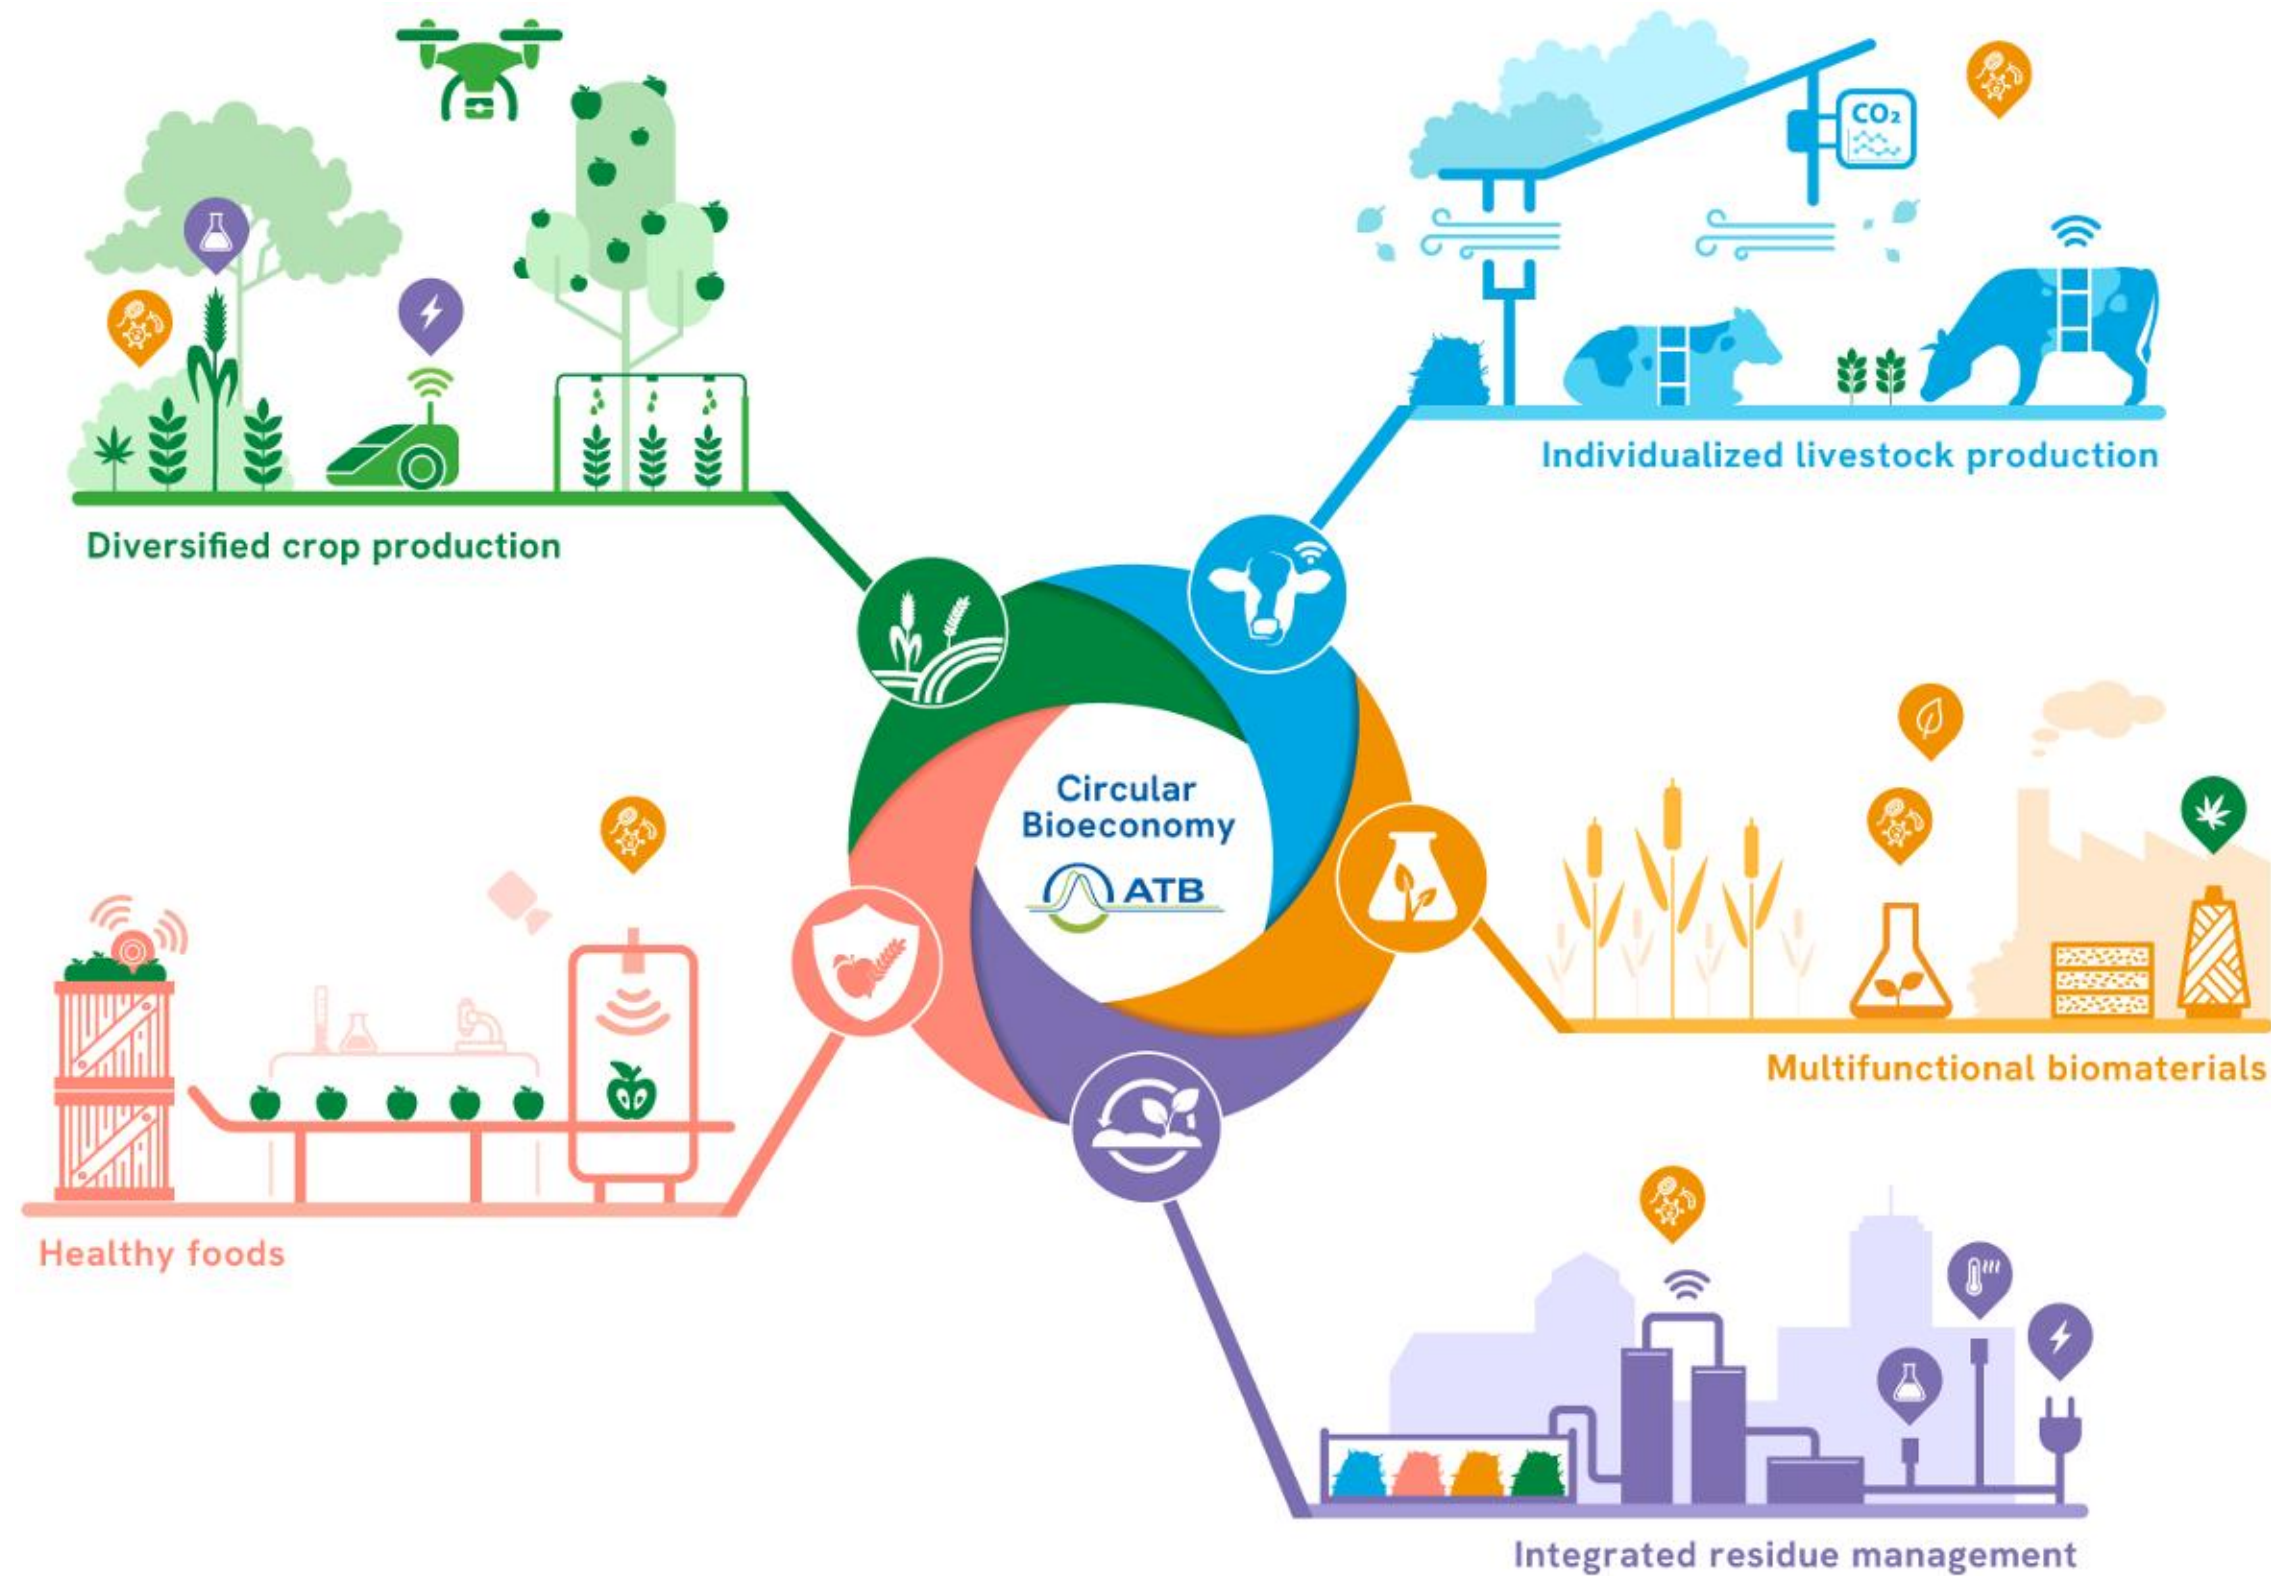 CO₂
Individualized livestock production
Diversified crop production
Circular
Bioeconomy
ATB
Multifunctional biomaterials
Healthy foods
Integrated residue management